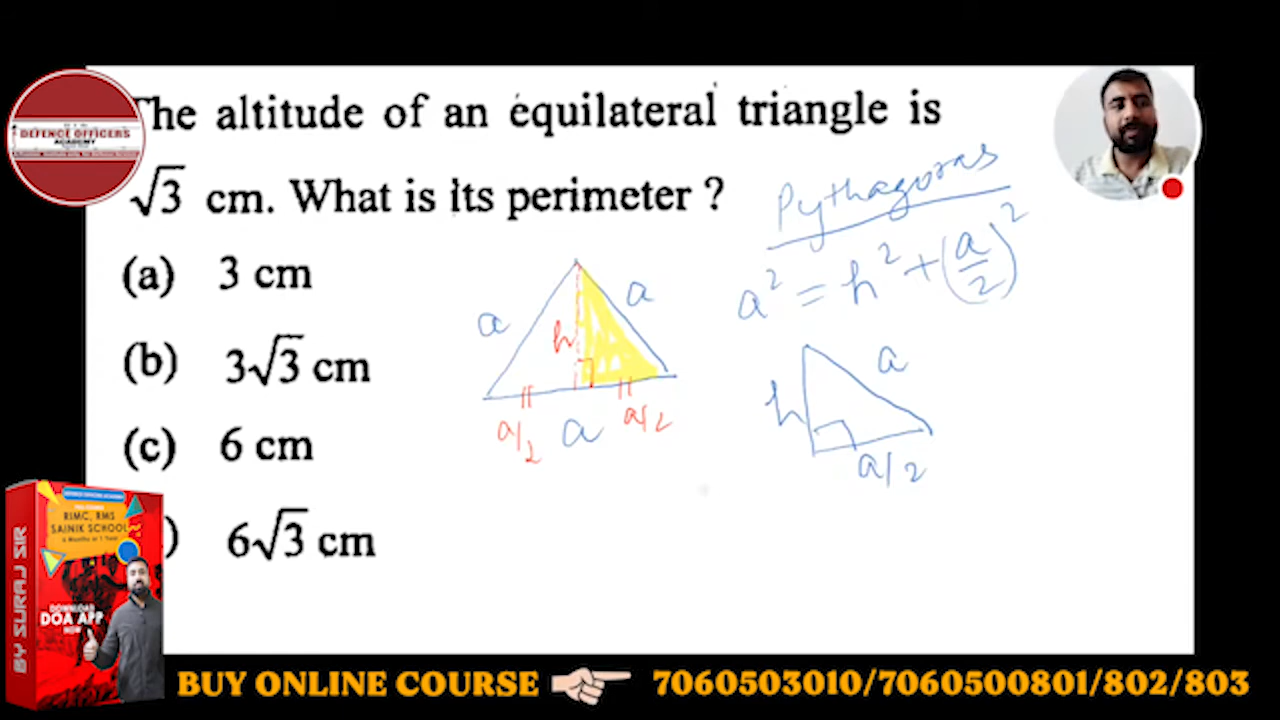 The altitude of an equilateral triangle is
√3 cm. What is its perimeter ?
(a) 3 cm
(b) 3√3 cm
(c) 6 cm
) 6√3 cm
Pythagoras
a² = h² + (a/2)²
a
a
h
a/2
a
a/2
h
a
a/2
DEFENCE OFFICERS
ACADEMY
RIMC, RMS
SAINIK SCHOOL
DOWNLOAD
DOA APP
NOW
BY SURAJ SIR
BUY ONLINE COURSE 7060503010/7060500801/802/803